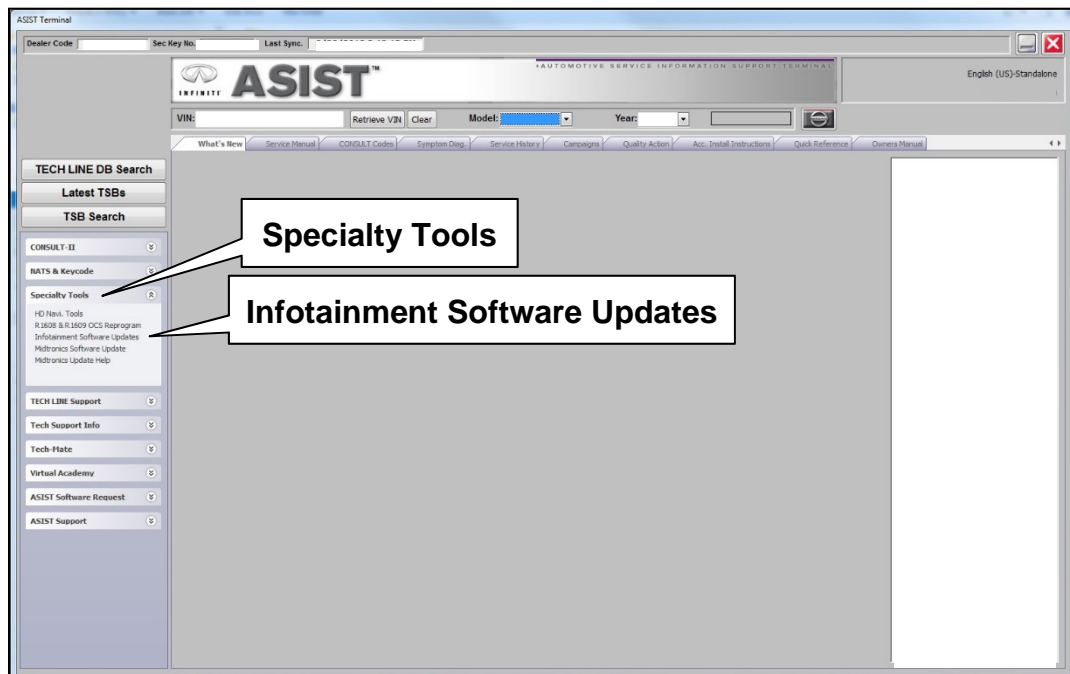 ASIST Terminal
Dealer Code Sec Key No. Last Sync.
INFINITI ASIST™
AUTOMOTIVE SERVICE INFORMATION SUPPORT TERMINAL
English (US)-Standalone
VIN: Retrieve VIN Clear Model: Year:
What's New Service Manual CONSULT Codes Symptom Diag. Service History Campaigns Quality Action Acc. Install Instructions Quick Reference Owners Manual
TECH LINE DB Search
Latest TSBs
TSB Search
Specialty Tools
CONSULT-II
NATS & Keycode
Specialty Tools
Infotainment Software Updates
HD Navi. Tools
R1608 & R1609 OCS Reprogram
Infotainment Software Updates
Midtronics Software Update
Midtronics Update Help
TECH LINE Support
Tech Support Info
Tech-Mate
Virtual Academy
ASIST Software Request
ASIST Support